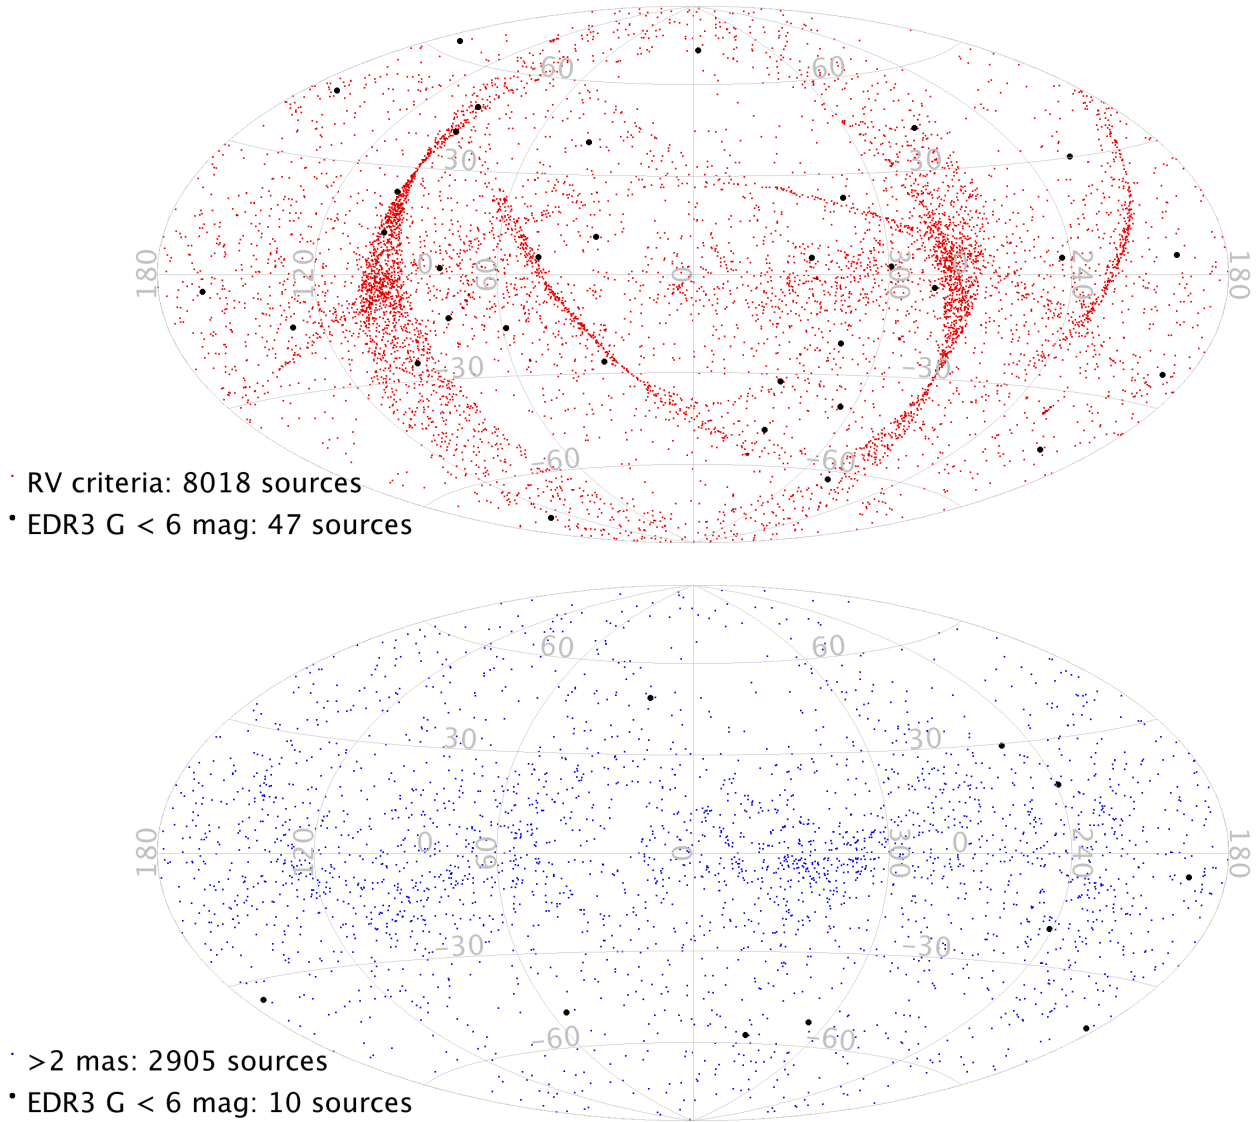 60 60
30 30
180 120 0 60 0 300 0 240 180
-30 -30
-60 -60
RV criteria: 8018 sources
EDR3 G < 6 mag: 47 sources
60 60
30 30
180 120 0 60 0 300 0 240 180
-30 -30
-60 -60
>2 mas: 2905 sources
EDR3 G < 6 mag: 10 sources